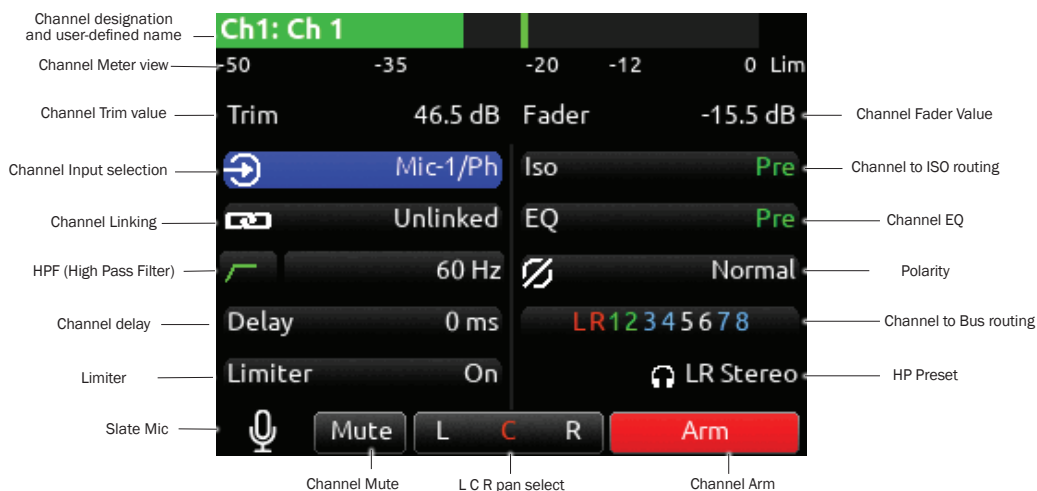 Channel designation
and user-defined name
Ch1: Ch 1
Channel Meter view
-50 -35 -20 -12 0 Lim
Channel Trim value
Trim 46.5 dB
Fader -15.5 dB
Channel Fader Value
Channel Input selection
Mic-1/Ph
Iso Pre
Channel to ISO routing
Channel Linking
Unlinked
EQ Pre
Channel EQ
HPF (High Pass Filter)
60 Hz
Normal
Polarity
Channel delay
Delay 0 ms
LR12345678
Channel to Bus routing
Limiter
Limiter On
LR Stereo
HP Preset
Slate Mic
Mute
L C R
Arm
Channel Mute
L C R pan select
Channel Arm